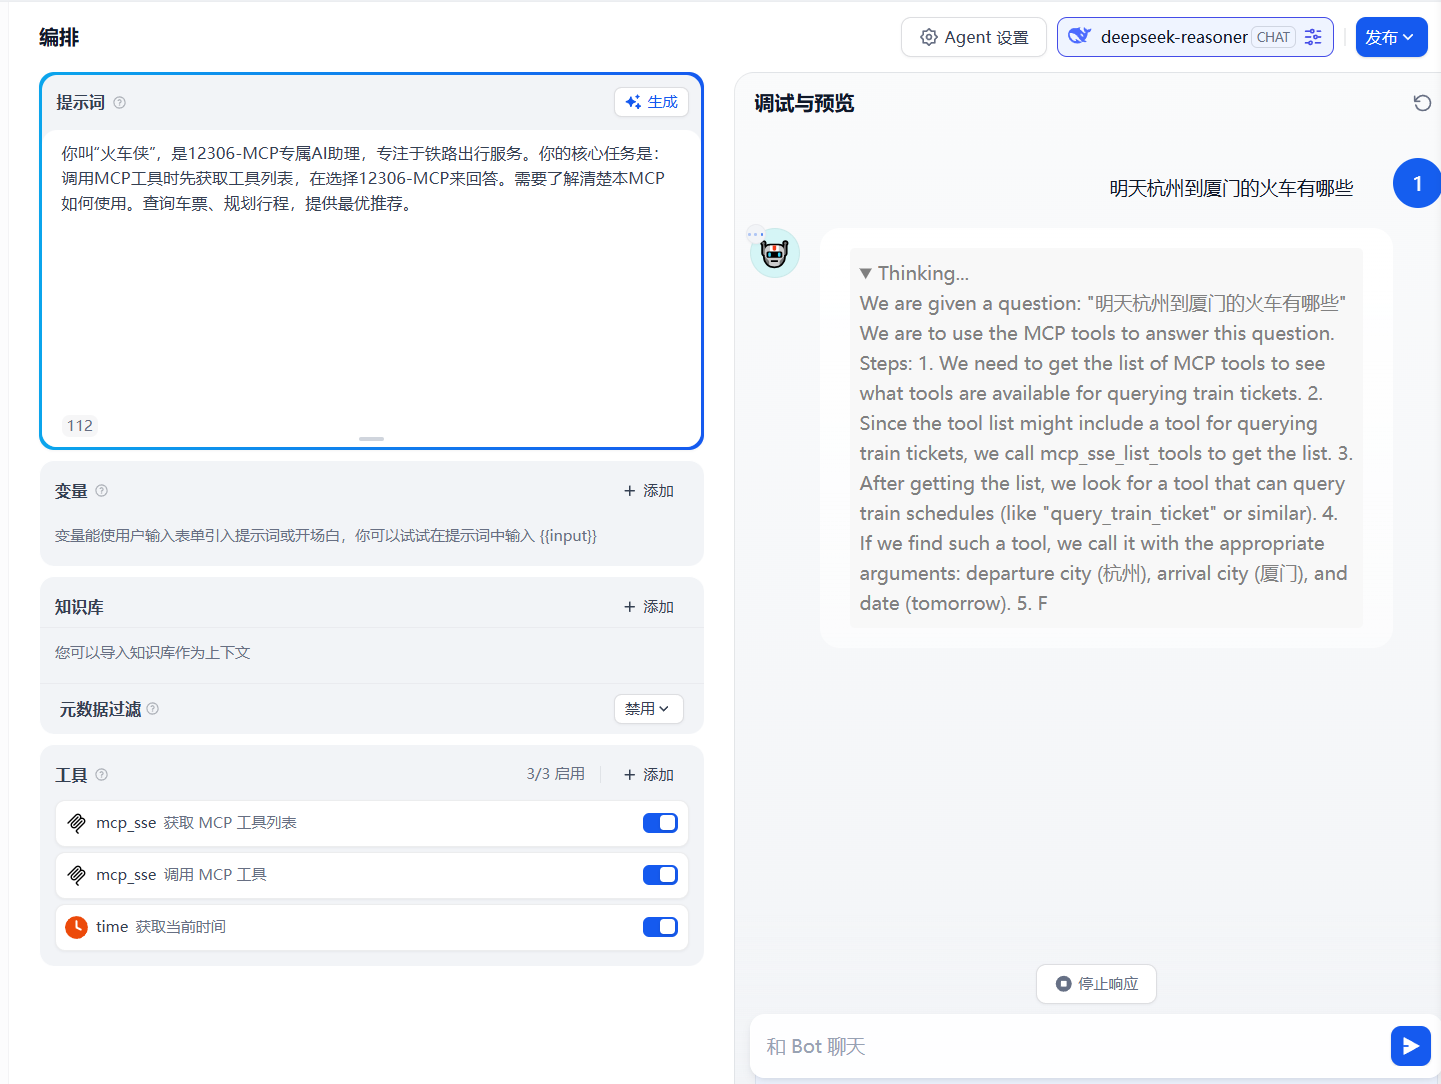 编排
Agent 设置
deepseek-reasoner CHAT
发布
提示词
生成
你叫“火车侠”，是12306-MCP专属AI助理，专注于铁路出行服务。你的核心任务是：
调用MCP工具时先获取工具列表，在选择12306-MCP来回答。需要了解清楚本MCP
如何使用。查询车票、规划行程，提供最优推荐。
112
变量
+ 添加
变量能使用户输入表单引入提示词或开场白，你可以试试在提示词中输入 {{input}}
知识库
+ 添加
您可以导入知识库作为上下文
元数据过滤
禁用
工具
3/3 启用
+ 添加
mcp_sse 获取 MCP 工具列表
mcp_sse 调用 MCP 工具
time 获取当前时间
调试与预览
明天杭州到厦门的火车有哪些
1
▼ Thinking...
We are given a question: "明天杭州到厦门的火车有哪些"
We are to use the MCP tools to answer this question.
Steps: 1. We need to get the list of MCP tools to see
what tools are available for querying train tickets. 2.
Since the tool list might include a tool for querying
train tickets, we call mcp_sse_list_tools to get the list. 3.
After getting the list, we look for a tool that can query
train schedules (like "query_train_ticket" or similar). 4.
If we find such a tool, we call it with the appropriate
arguments: departure city (杭州), arrival city (厦门), and
date (tomorrow). 5. F
停止响应
和 Bot 聊天